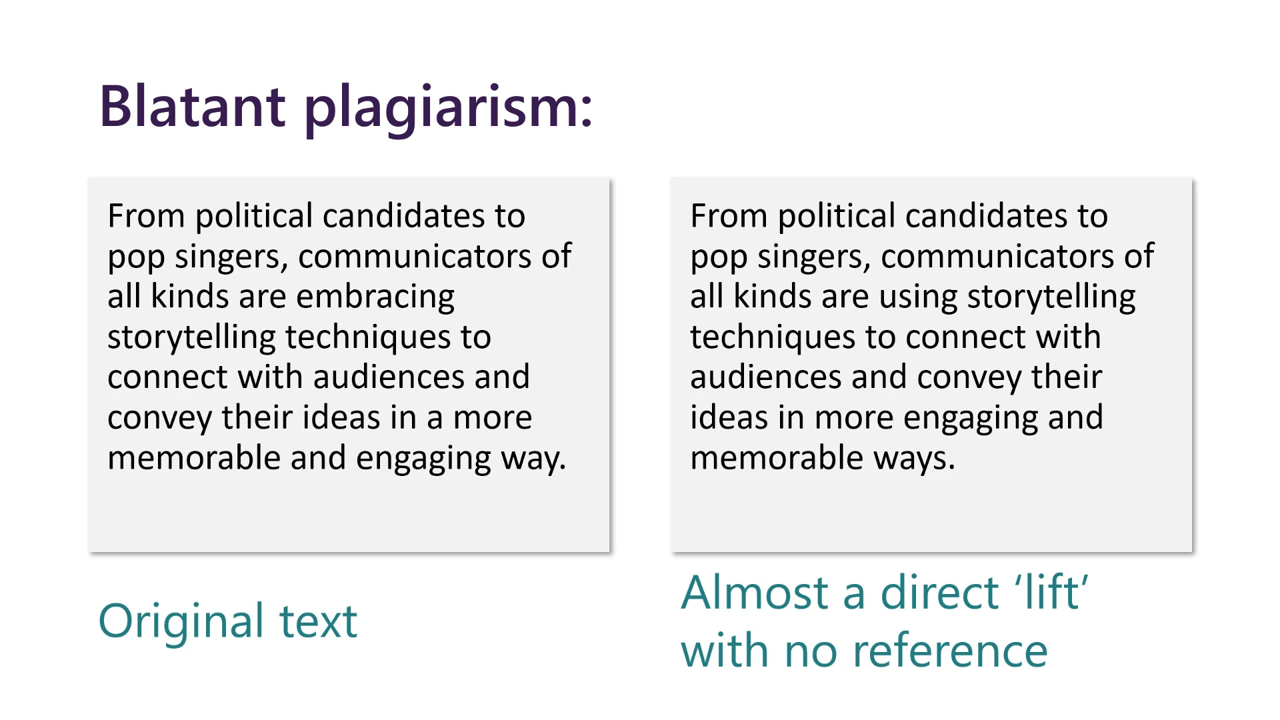 Blatant plagiarism:
From political candidates to
pop singers, communicators of
all kinds are embracing
storytelling techniques to
connect with audiences and
convey their ideas in a more
memorable and engaging way.
Original text
From political candidates to
pop singers, communicators of
all kinds are using storytelling
techniques to connect with
audiences and convey their
ideas in more engaging and
memorable ways.
Almost a direct ‘lift’
with no reference